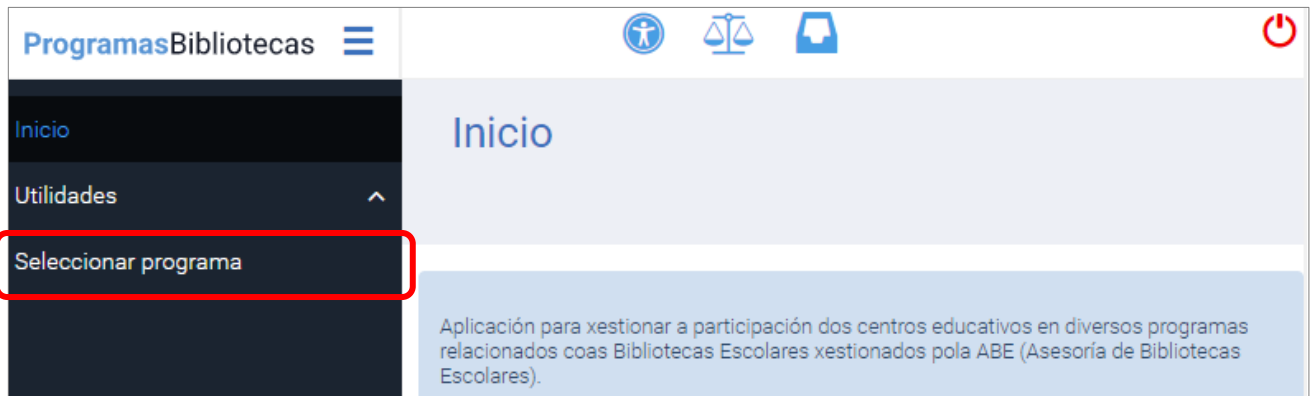 ProgramasBibliotecas
Inicio
Utilidades
Seleccionar programa
Inicio
Aplicación para xestionar a participación dos centros educativos en diversos programas
relacionados coas Bibliotecas Escolares xestionados pola ABE (Asesoría de Bibliotecas
Escolares).